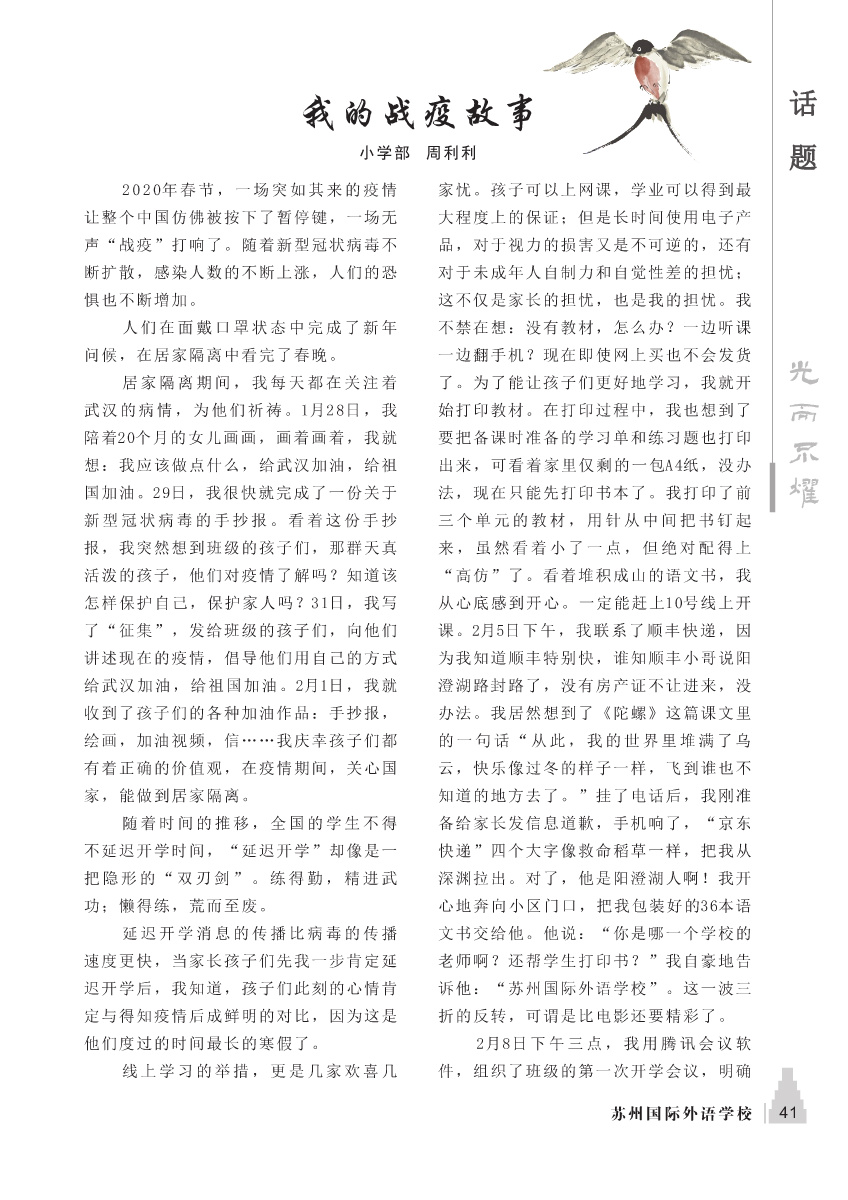 我的战疫故事
小学部 周利利
2020年春节，一场突如其来的疫情
让整个中国仿佛被按下了暂停键，一场无
声“战疫”打响了。随着新型冠状病毒不
断扩散，感染人数的不断上涨，人们的恐
惧也不断增加。
人们在面戴口罩状态中完成了新年
问候，在居家隔离中看完了春晚。
居家隔离期间，我每天都在关注着
武汉的病情，为他们祈祷。1月28日，我
陪着20个月的女儿画画，画着画着，我就
想：我应该做点什么，给武汉加油，给祖
国加油。29日，我很快就完成了一份关于
新型冠状病毒的手抄报。看着这份手抄
报，我突然想到班级的孩子们，那群天真
活泼的孩子，他们对疫情了解吗？知道该
怎样保护自己，保护家人吗？31日，我写
了“征集”，发给班级的孩子们，向他们
讲述现在的疫情，倡导他们用自己的方式
给武汉加油，给祖国加油。2月1日，我就
收到了孩子们的各种加油作品：手抄报，
绘画，加油视频，信……我庆幸孩子们都
有着正确的价值观，在疫情期间，关心国
家，能做到居家隔离。
随着时间的推移，全国的学生不得
不延迟开学时间，“延迟开学”却像是一
把隐形的“双刃剑”。练得勤，精进武
功；懒得练，荒而至废。
延迟开学消息的传播比病毒的传播
速度更快，当家长孩子们先我一步肯定延
迟开学后，我知道，孩子们此刻的心情肯
定与得知疫情后成鲜明的对比，因为这是
他们度过的时间最长的寒假了。
线上学习的举措，更是几家欢喜几
家忧。孩子可以上网课，学业可以得到最
大程度上的保证；但是长时间使用电子产
品，对于视力的损害又是不可逆的，还有
对于未成年人自制力和自觉性差的担忧；
这不仅是家长的担忧，也是我的担忧。我
不禁在想：没有教材，怎么办？一边听课
一边翻手机？现在即使网上买也不会发货
了。为了能让孩子们更好地学习，我就开
始打印教材。在打印过程中，我也想到了
要把备课时准备的学习单和练习题也打印
出来，可看着家里仅剩的一包A4纸，没办
法，现在只能先打印书本了。我打印了前
三个单元的教材，用针从中间把书钉起
来，虽然看着小了一点，但绝对配得上
“高仿”了。看着堆积成山的语文书，我
从心底感到开心。一定能赶上10号线上开
课。2月5日下午，我联系了顺丰快递，因
为我知道顺丰特别快，谁知顺丰小哥说阳
澄湖路封路了，没有房产证不让进来，没
办法。我居然想到了《陀螺》这篇课文里
的一句话“从此，我的世界里堆满了乌
云，快乐像过冬的样子一样，飞到谁也不
知道的地方去了。”挂了电话后，我刚准
备给家长发信息道歉，手机响了，“京东
快递”四个大字像救命稻草一样，把我从
深渊拉出。对了，他是阳澄湖人啊！我开
心地奔向小区门口，把我包装好的36本语
文书交给他。他说：“你是哪一个学校的
老师啊？还帮学生打印书？”我自豪地告
诉他：“苏州国际外语学校”。这一波三
折的反转，可谓是比电影还要精彩了。
2月8日下午三点，我用腾讯会议软
件，组织了班级的第一次开学会议，明确
话题
光而不耀
苏州国际外语学校 41